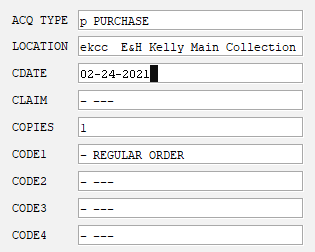 ACQ TYPE p PURCHASE
LOCATION ekcc E&H Kelly Main Collection
CDATE 02-24-2021
CLAIM - ---
COPIES 1
CODE1 - REGULAR ORDER
CODE2 - ---
CODE3 - ---
CODE4 - ---